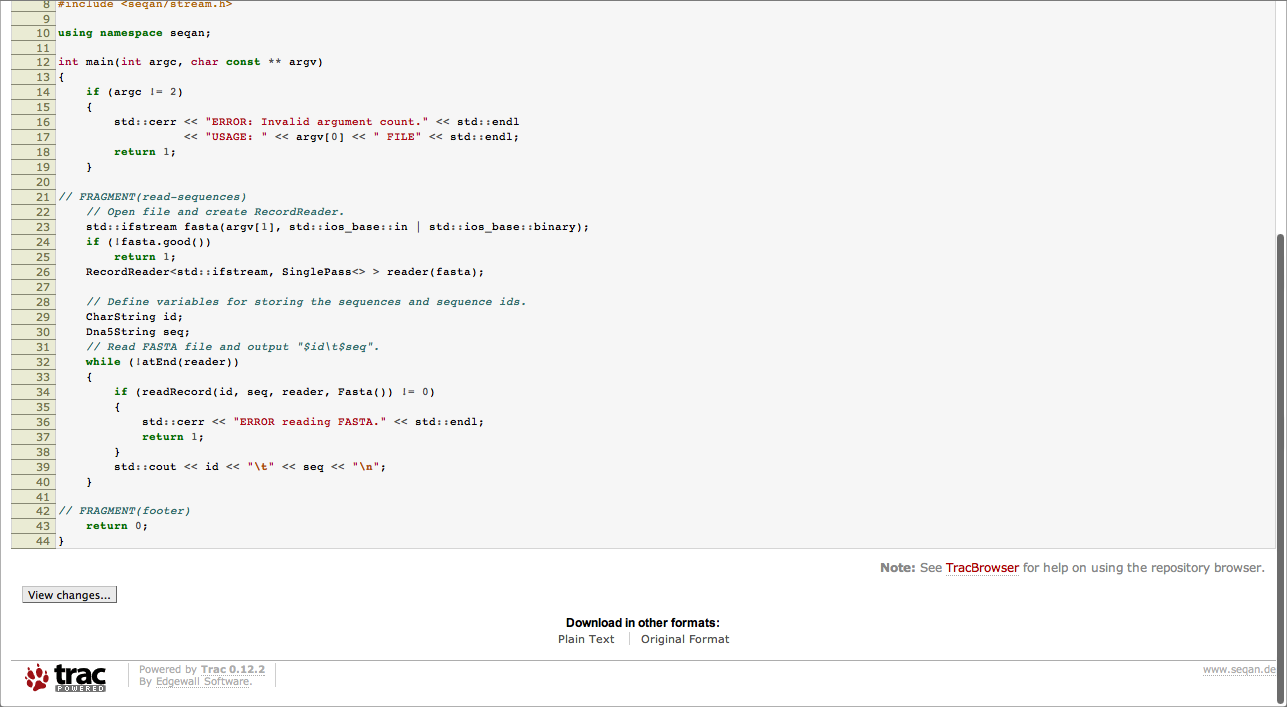 8 #include <seqan/stream.h>
9
10 using namespace seqan;
11
12 int main(int argc, char const ** argv)
13 {
14     if (argc != 2)
15     {
16         std::cerr << "ERROR: Invalid argument count." << std::endl
17                   << "USAGE: " << argv[0] << " FILE" << std::endl;
18         return 1;
19     }
20
21 // FRAGMENT(read-sequences)
22     // Open file and create RecordReader.
23     std::ifstream fasta(argv[1], std::ios_base::in | std::ios_base::binary);
24     if (!fasta.good())
25         return 1;
26     RecordReader<std::ifstream, SinglePass<> > reader(fasta);
27
28     // Define variables for storing the sequences and sequence ids.
29     CharString id;
30     Dna5String seq;
31     // Read FASTA file and output "$id\t$seq".
32     while (!atEnd(reader))
33     {
34         if (readRecord(id, seq, reader, Fasta()) != 0)
35         {
36             std::cerr << "ERROR reading FASTA." << std::endl;
37             return 1;
38         }
39         std::cout << id << "\t" << seq << "\n";
40     }
41
42 // FRAGMENT(footer)
43     return 0;
44 }
Note: See TracBrowser for help on using the repository browser.
View changes...
Download in other formats:
Plain Text Original Format
trac POWERED
Powered by Trac 0.12.2
By Edgewall Software.
www.seqan.de